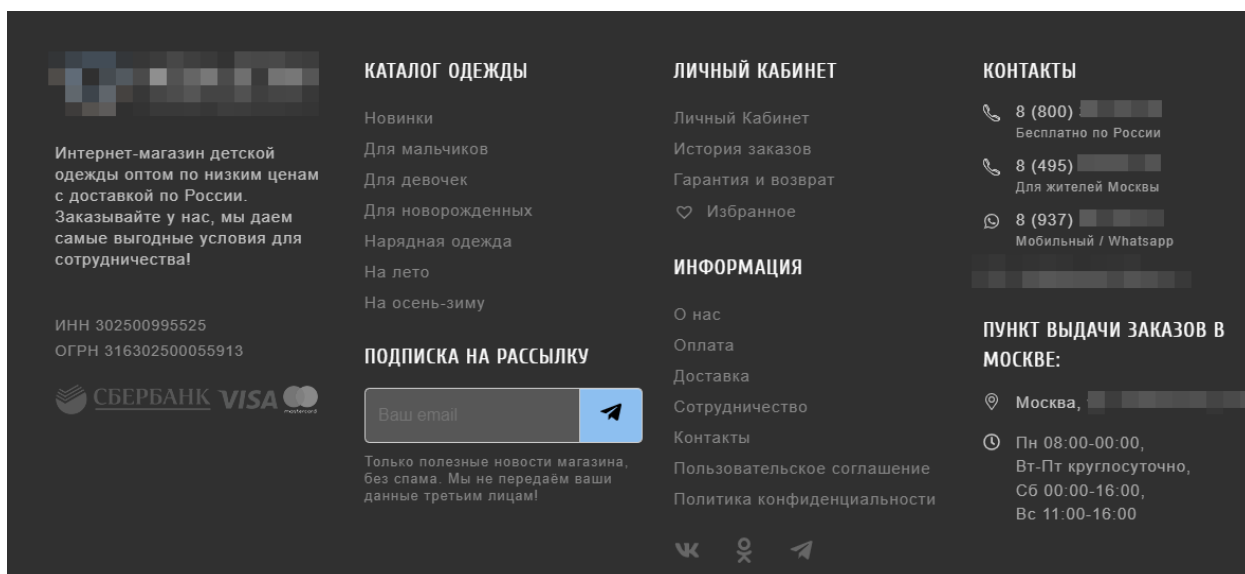 Интернет-магазин детской
одежды оптом по низким ценам
с доставкой по России.
Заказывайте у нас, мы даем
самые выгодные условия для
сотрудничества!
ИНН 302500995525
ОГРН 316302500055913
СБЕРБАНК VISA mastercard
КАТАЛОГ ОДЕЖДЫ
Новинки
Для мальчиков
Для девочек
Для новорожденных
Нарядная одежда
На лето
На осень-зиму
ПОДПИСКА НА РАССЫЛКУ
Ваш email
Только полезные новости магазина,
без спама. Мы не передаём ваши
данные третьим лицам!
ЛИЧНЫЙ КАБИНЕТ
Личный Кабинет
История заказов
Гарантия и возврат
Избранное
ИНФОРМАЦИЯ
О нас
Оплата
Доставка
Сотрудничество
Контакты
Пользовательское соглашение
Политика конфиденциальности
КОНТАКТЫ
8 (800)
Бесплатно по России
8 (495)
Для жителей Москвы
8 (937)
Мобильный / Whatsapp
ПУНКТ ВЫДАЧИ ЗАКАЗОВ В
МОСКВЕ:
Москва,
Пн 08:00-00:00,
Вт-Пт круглосуточно,
Сб 00:00-16:00,
Вс 11:00-16:00